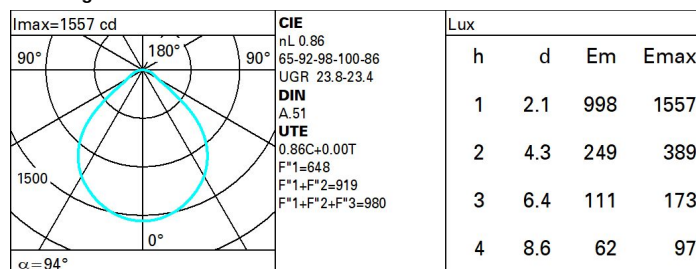 Imax=1557 cd
90° 180° 90°
1500
0°
α=94°
CIE
nL 0.86
65-92-98-100-86
UGR 23.8-23.4
DIN
A.51
UTE
0.86C+0.00T
F"1=648
F"1+F"2=919
F"1+F"2+F"3=980
Lux
h d Em Emax
1 2.1 998 1557
2 4.3 249 389
3 6.4 111 173
4 8.6 62 97